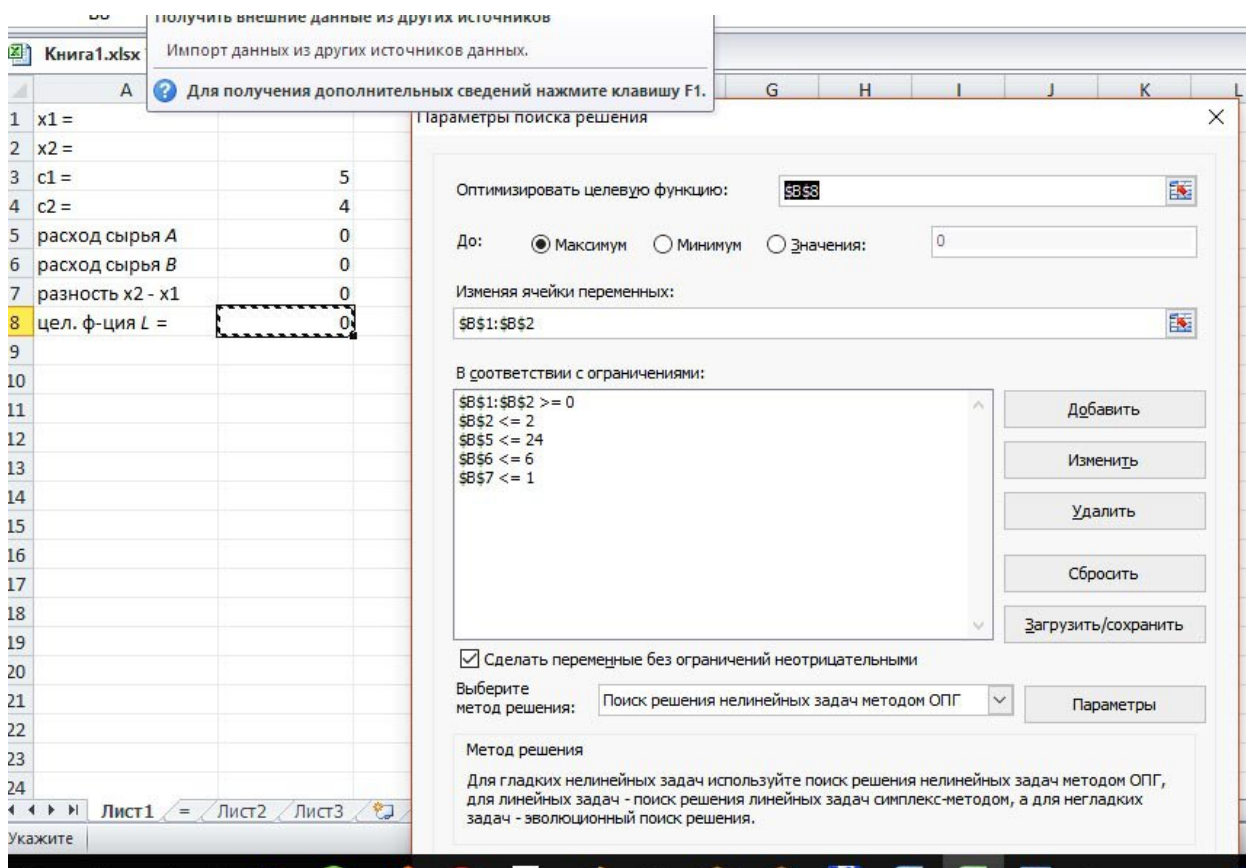 Получить внешние данные из других источников
Книга1.xlsx
Импорт данных из других источников данных.
Для получения дополнительных сведений нажмите клавишу F1.
A G H I J K L
1 x1 =
2 x2 =
3 c1 = 5
4 c2 = 4
5 расход сырья A 0
6 расход сырья B 0
7 разность x2 - x1 0
8 цел. ф-ция L = 0
9
10
11
12
13
14
15
16
17
18
19
20
21
22
23
24
Лист1 = Лист2 Лист3
Укажите
Параметры поиска решения
Оптимизировать целевую функцию: $B$8
До: Максимум Минимум Значения: 0
Изменяя ячейки переменных:
$B$1:$B$2
В соответствии с ограничениями:
$B$1:$B$2 >= 0
$B$2 <= 2
$B$5 <= 24
$B$6 <= 6
$B$7 <= 1
Добавить
Изменить
Удалить
Сбросить
Загрузить/сохранить
Сделать переменные без ограничений неотрицательными
Выберите
метод решения:
Поиск решения нелинейных задач методом ОПГ
Параметры
Метод решения
Для гладких нелинейных задач используйте поиск решения нелинейных задач методом ОПГ,
для линейных задач - поиск решения линейных задач симплекс-методом, а для негладких
задач - эволюционный поиск решения.